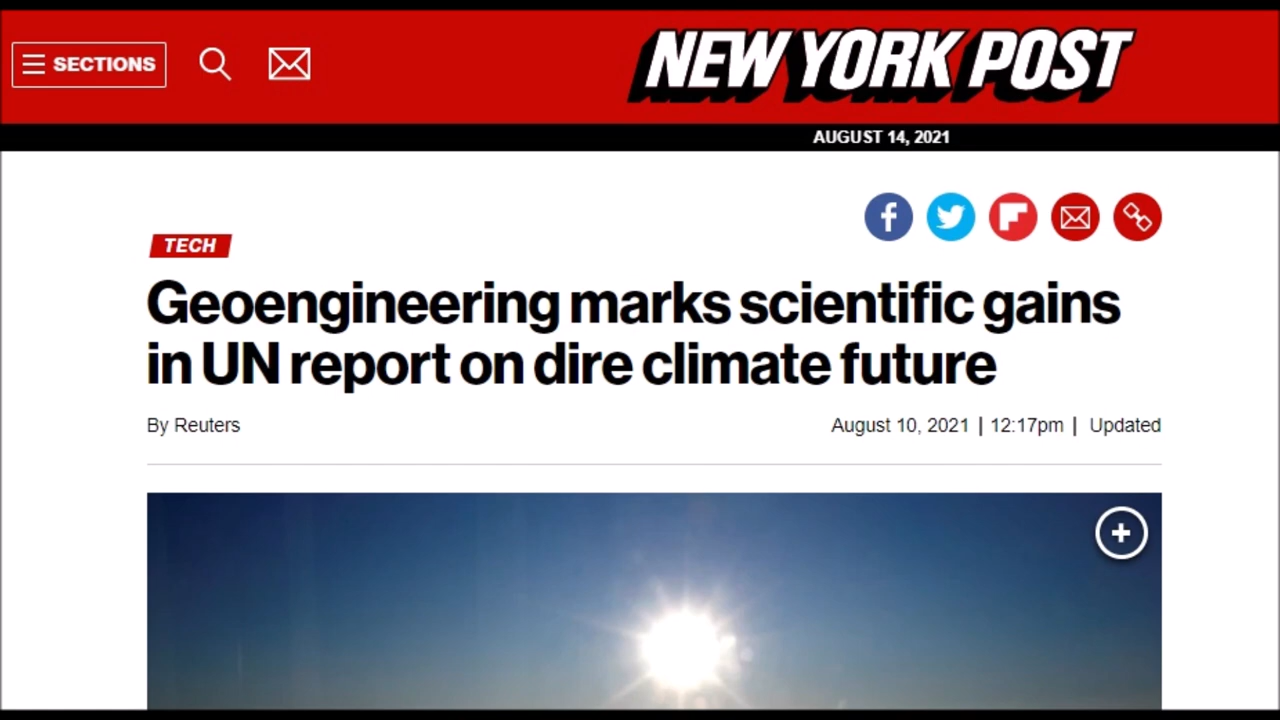 SECTIONS
NEW YORK POST
AUGUST 14, 2021
TECH
Geoengineering marks scientific gains
in UN report on dire climate future
By Reuters
August 10, 2021 | 12:17pm | Updated